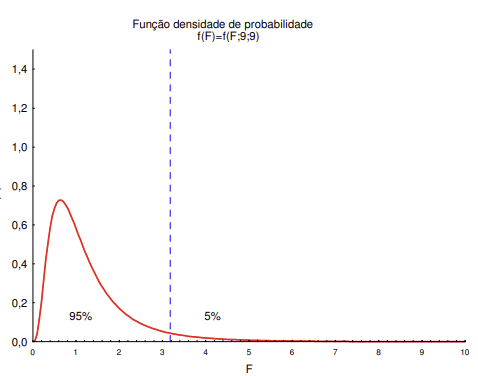 Função densidade de probabilidade
f(F)=f(F;9;9)
1,4
1,2
1,0
0,8
0,6
0,4
0,2
0,0
95%
5%
0 1 2 3 4 5 6 7 8 9 10
F